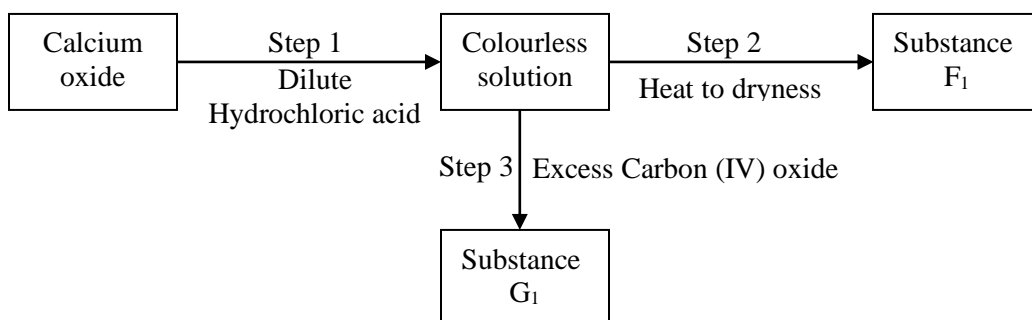 Calcium
oxide
Step 1
Dilute
Hydrochloric acid
Colourless
solution
Step 2
Heat to dryness
Substance
F₁
Step 3
Excess Carbon (IV) oxide
Substance
G₁